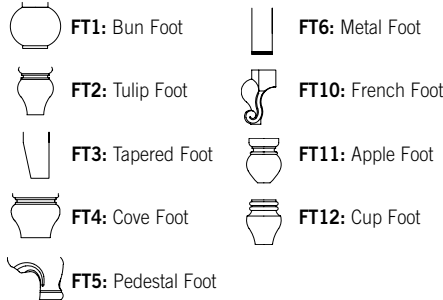 FT1: Bun Foot
FT2: Tulip Foot
FT3: Tapered Foot
FT4: Cove Foot
FT5: Pedestal Foot
FT6: Metal Foot
FT10: French Foot
FT11: Apple Foot
FT12: Cup Foot